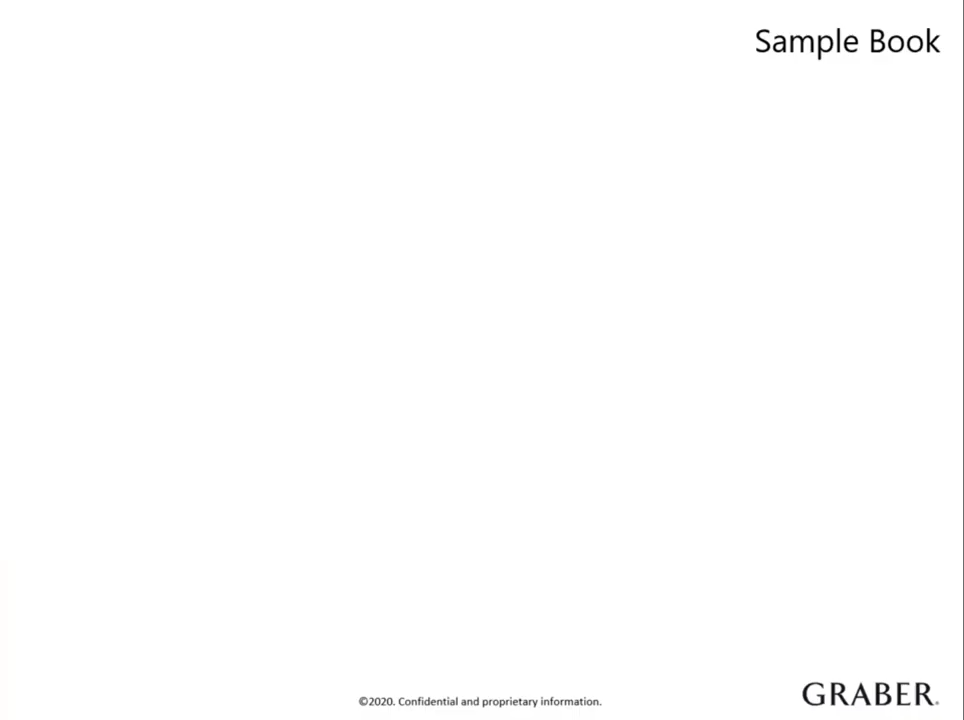 Sample Book
©2020. Confidential and proprietary information.
GRABER.